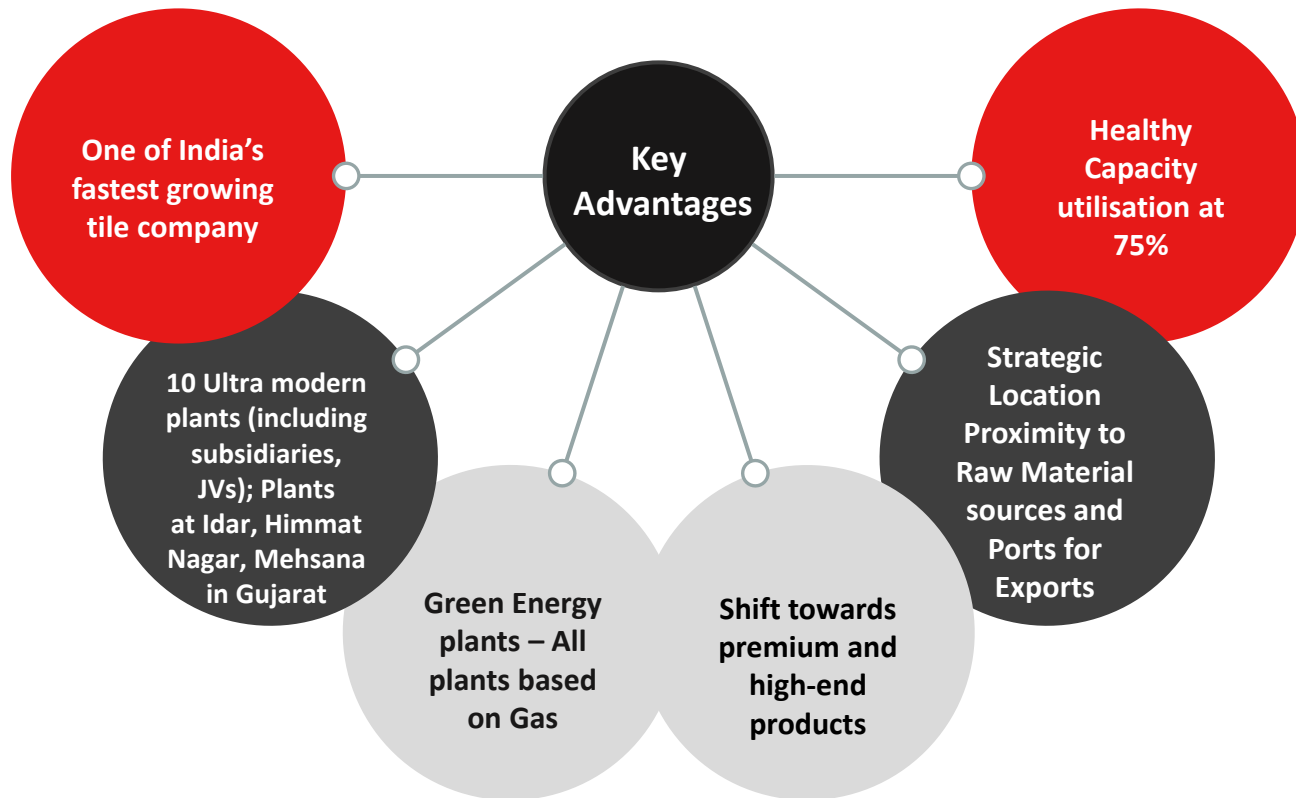 Key
Advantages
One of India’s
fastest growing
tile company
10 Ultra modern
plants (including
subsidiaries,
JVs); Plants
at Idar, Himmat
Nagar, Mehsana
in Gujarat
Green Energy
plants – All
plants based
on Gas
Shift towards
premium and
high-end
products
Strategic
Location
Proximity to
Raw Material
sources and
Ports for
Exports
Healthy
Capacity
utilisation at
75%